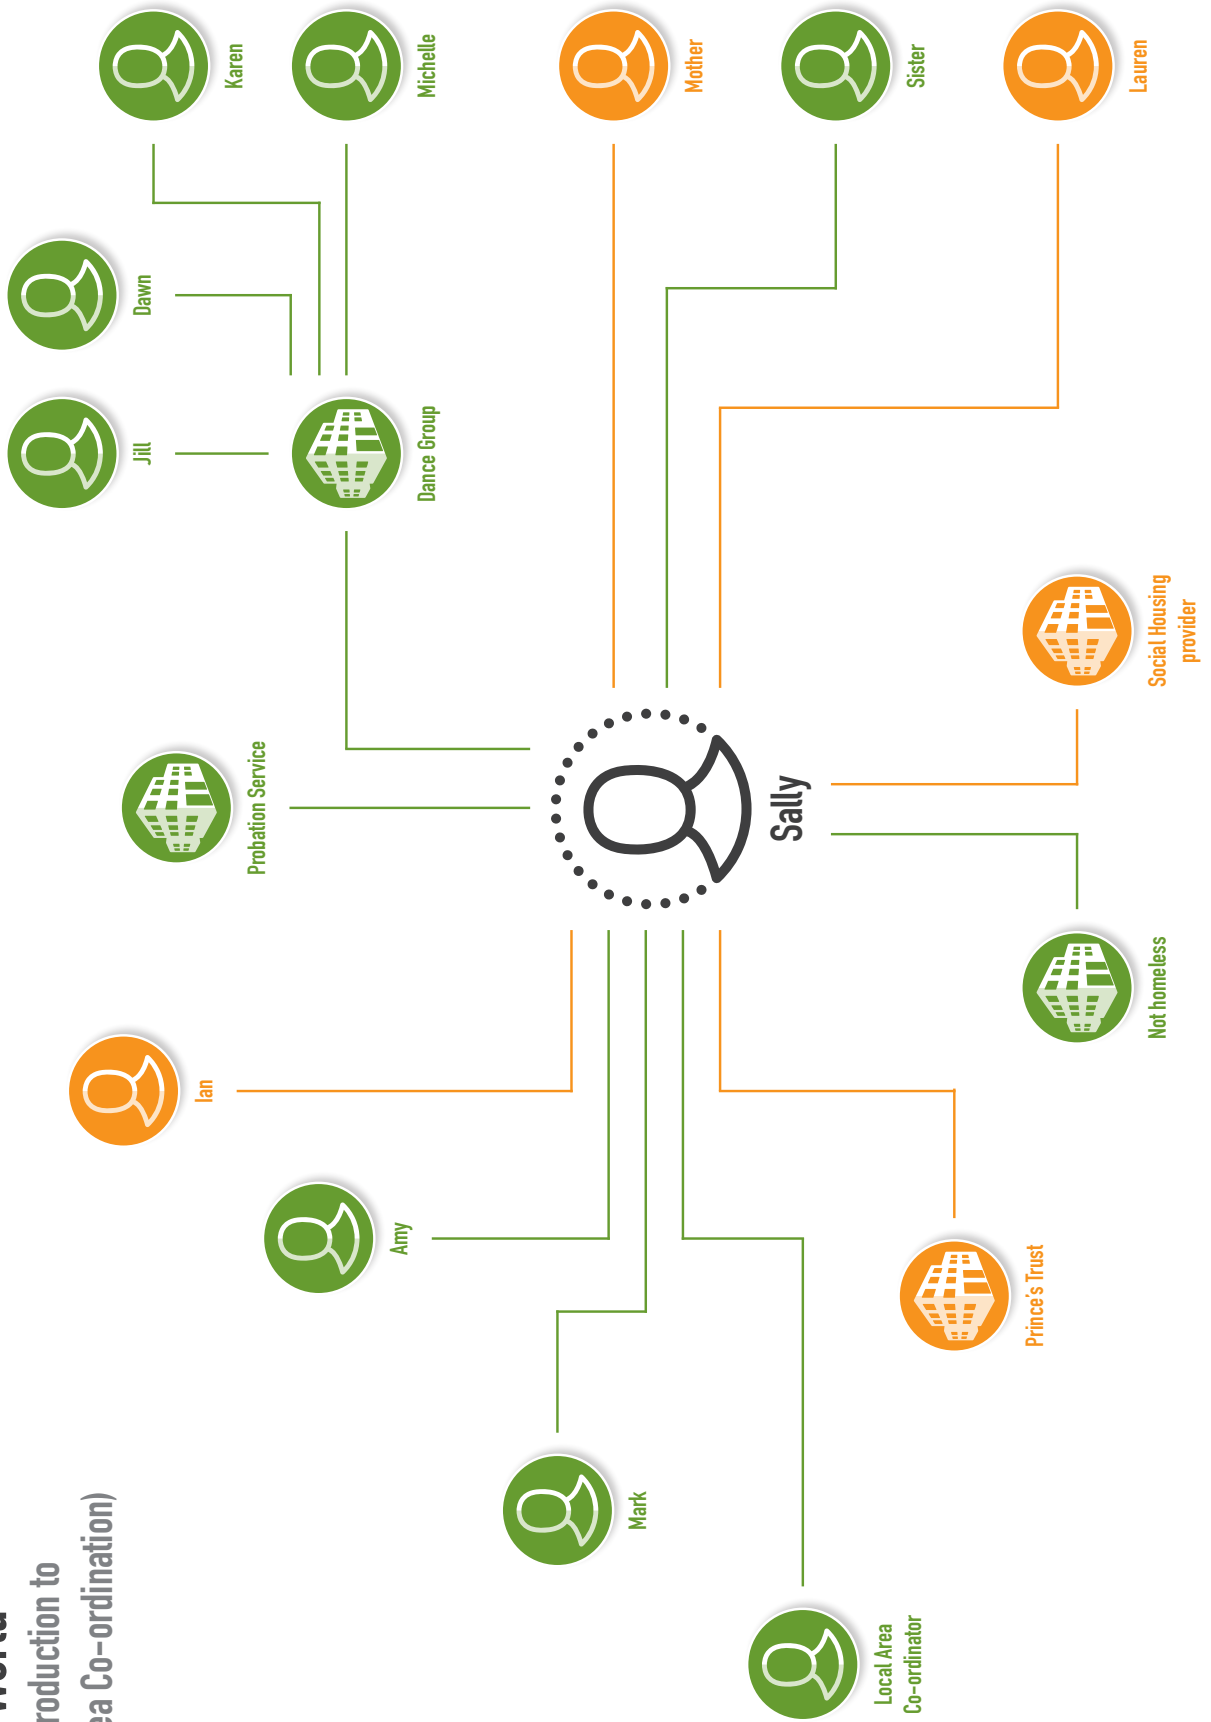 World
roduction to
ea Co-ordination)
Local Area
Co-ordinator
Mark
Amy
Ian
Prince's Trust
Not homeless
Social Housing
provider
Probation Service
Sally
Jill
Dawn
Dance Group
Karen
Michelle
Mother
Sister
Lauren